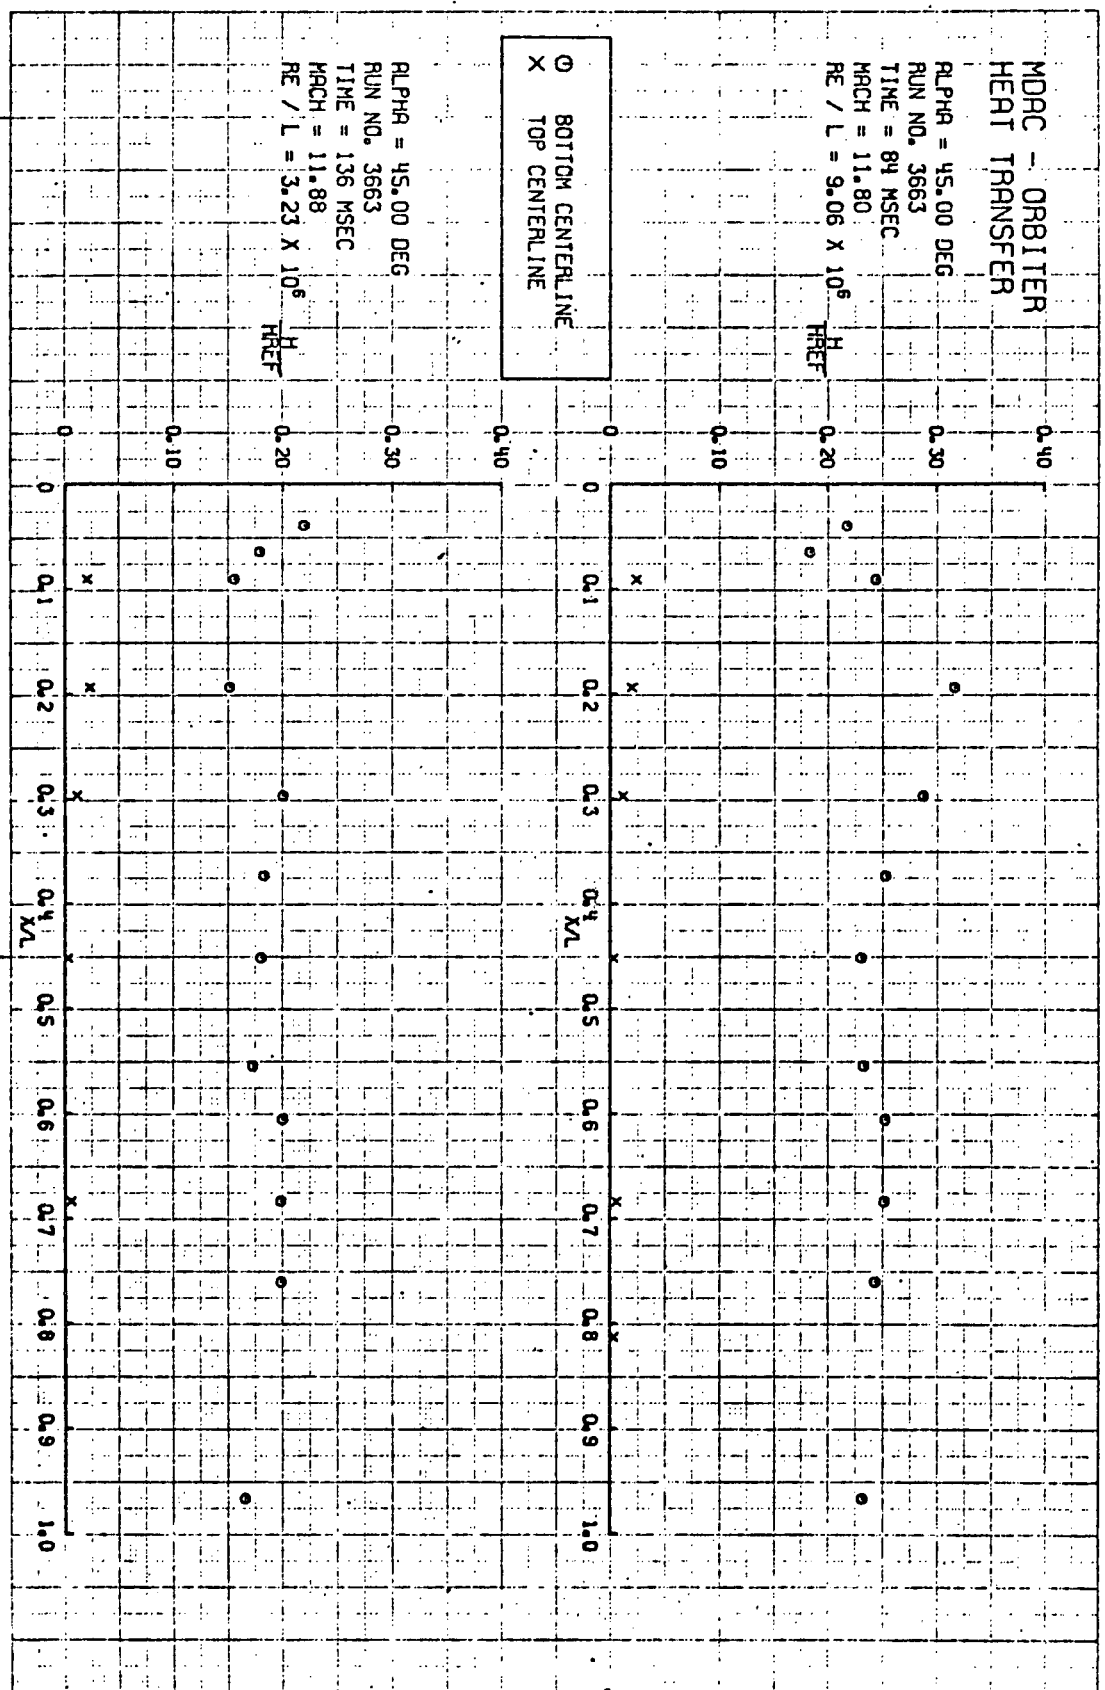 MDAC - ORBITER
HEAT TRANSFER
ALPHA = 45.00 DEG
RUN NO. 3663
TIME = 84 MSEC
MACH = 11.80
RE / L = 9.06 X 10⁶
H
HREF
0.40
0.30
0.20
0.10
0
0 0.1 0.2 0.3 0.4 0.5 0.6 0.7 0.8 0.9 1.0
X/L
⊙ BOTTOM CENTERLINE
X TOP CENTERLINE
ALPHA = 45.00 DEG
RUN NO. 3663
TIME = 136 MSEC
MACH = 11.88
RE / L = 3.23 X 10⁶
H
HREF
0.40
0.30
0.20
0.10
0
0 0.1 0.2 0.3 0.4 0.5 0.6 0.7 0.8 0.9 1.0
X/L